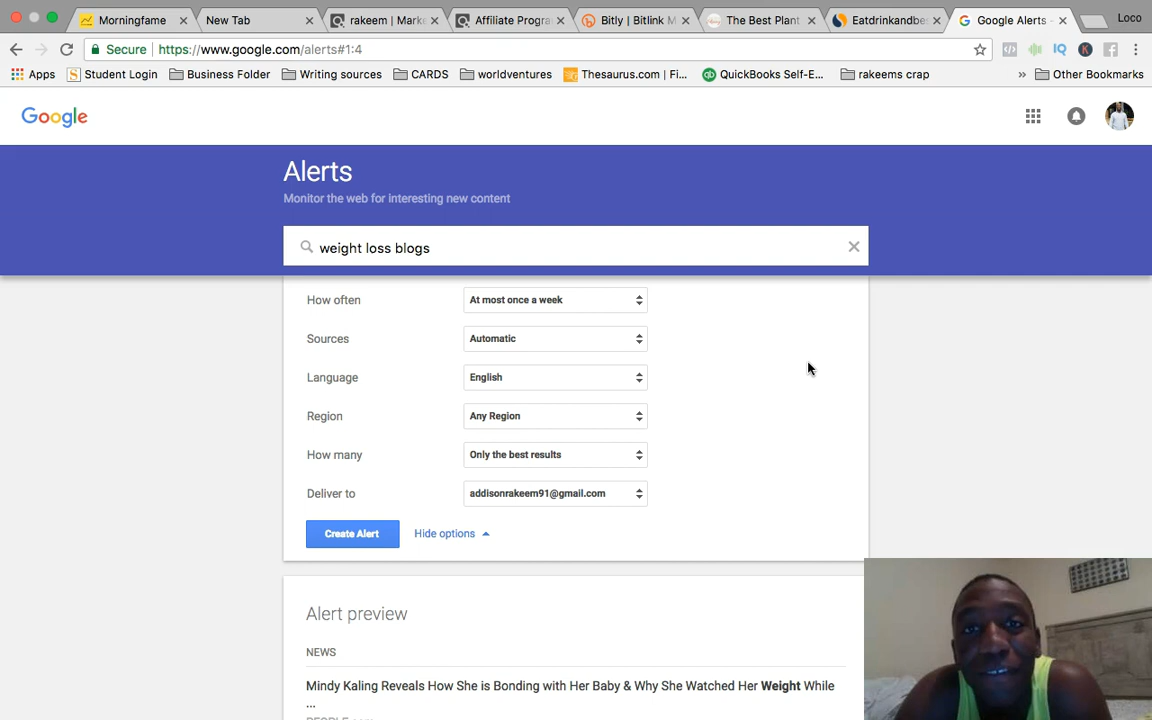 Morningfame
New Tab
rakeem | Mark
Affiliate Progra
Bitly | Bitlink M
The Best Plant
Eatdrinkandbe
Google Alerts -
Loco
Secure
https://www.google.com/alerts#1:4
Apps
Student Login
Business Folder
Writing sources
CARDS
worldventures
Thesaurus.com | Fi...
QuickBooks Self-E...
rakeems crap
»
Other Bookmarks
Google
Alerts
Monitor the web for interesting new content
weight loss blogs
How often At most once a week
Sources Automatic
Language English
Region Any Region
How many Only the best results
Deliver to addisonrakeem91@gmail.com
Create Alert Hide options
Alert preview
NEWS
Mindy Kaling Reveals How She is Bonding with Her Baby & Why She Watched Her Weight While
...